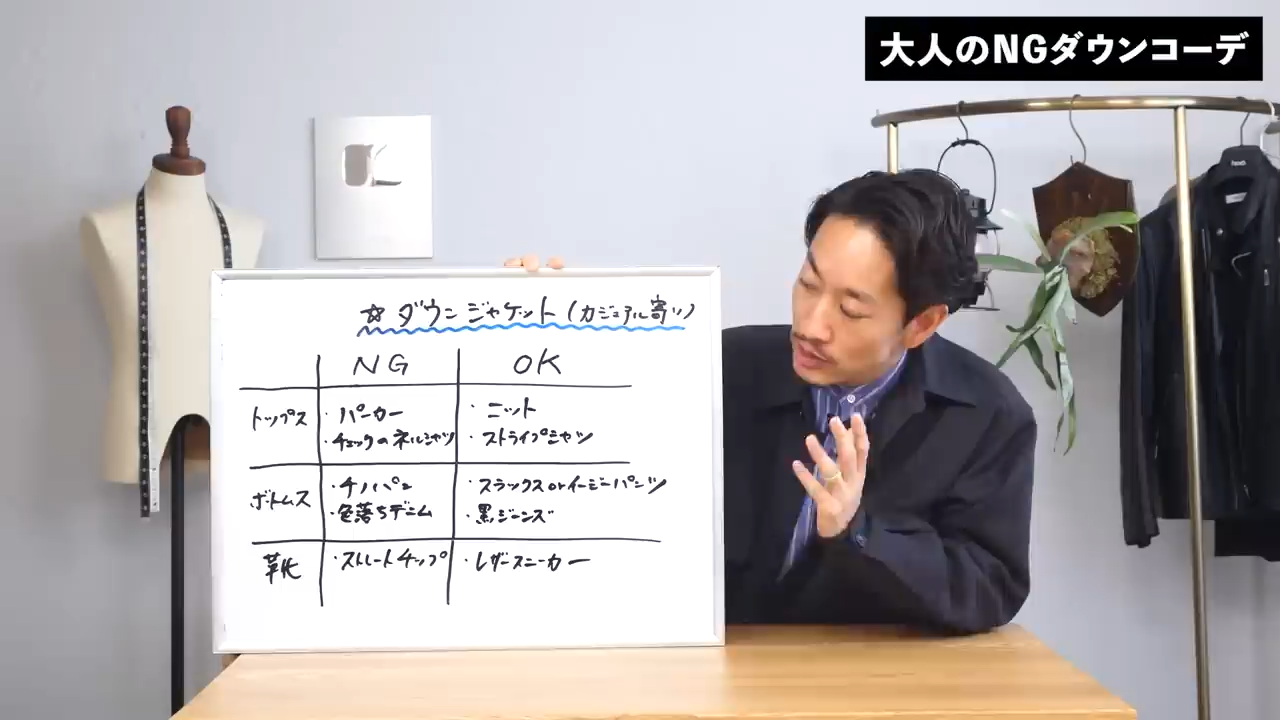 大人のNGダウンコーデ
☆ダウンジャケット(カジュアル寄り)
NG OK
トップス ・パーカー ・ニット
・チェックのネルシャツ ・ストライプシャツ
ボトムス ・チノパン ・スラックスorイージーパンツ
・色落ちデニム ・黒ジーンズ
靴 ・ストレートチップ ・レザースニーカー